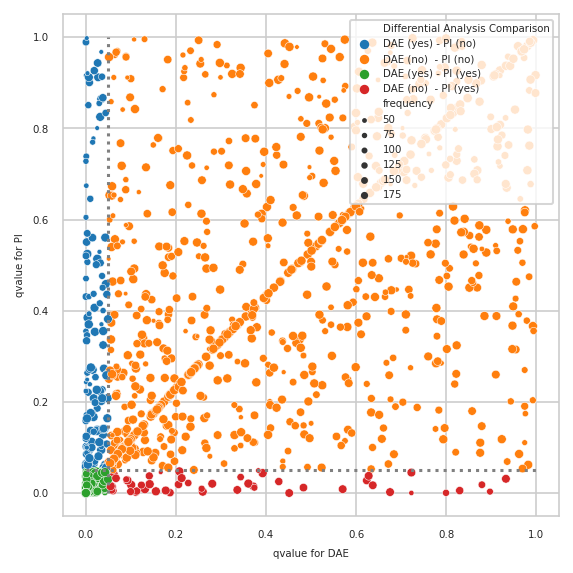 Differential Analysis Comparison
DAE (yes) - PI (no)
DAE (no)  - PI (no)
DAE (yes) - PI (yes)
DAE (no)  - PI (yes)
frequency
50
75
100
125
150
175
1.0
0.8
0.6
0.4
0.2
0.0
qvalue for PI
0.0 0.2 0.4 0.6 0.8 1.0
qvalue for DAE